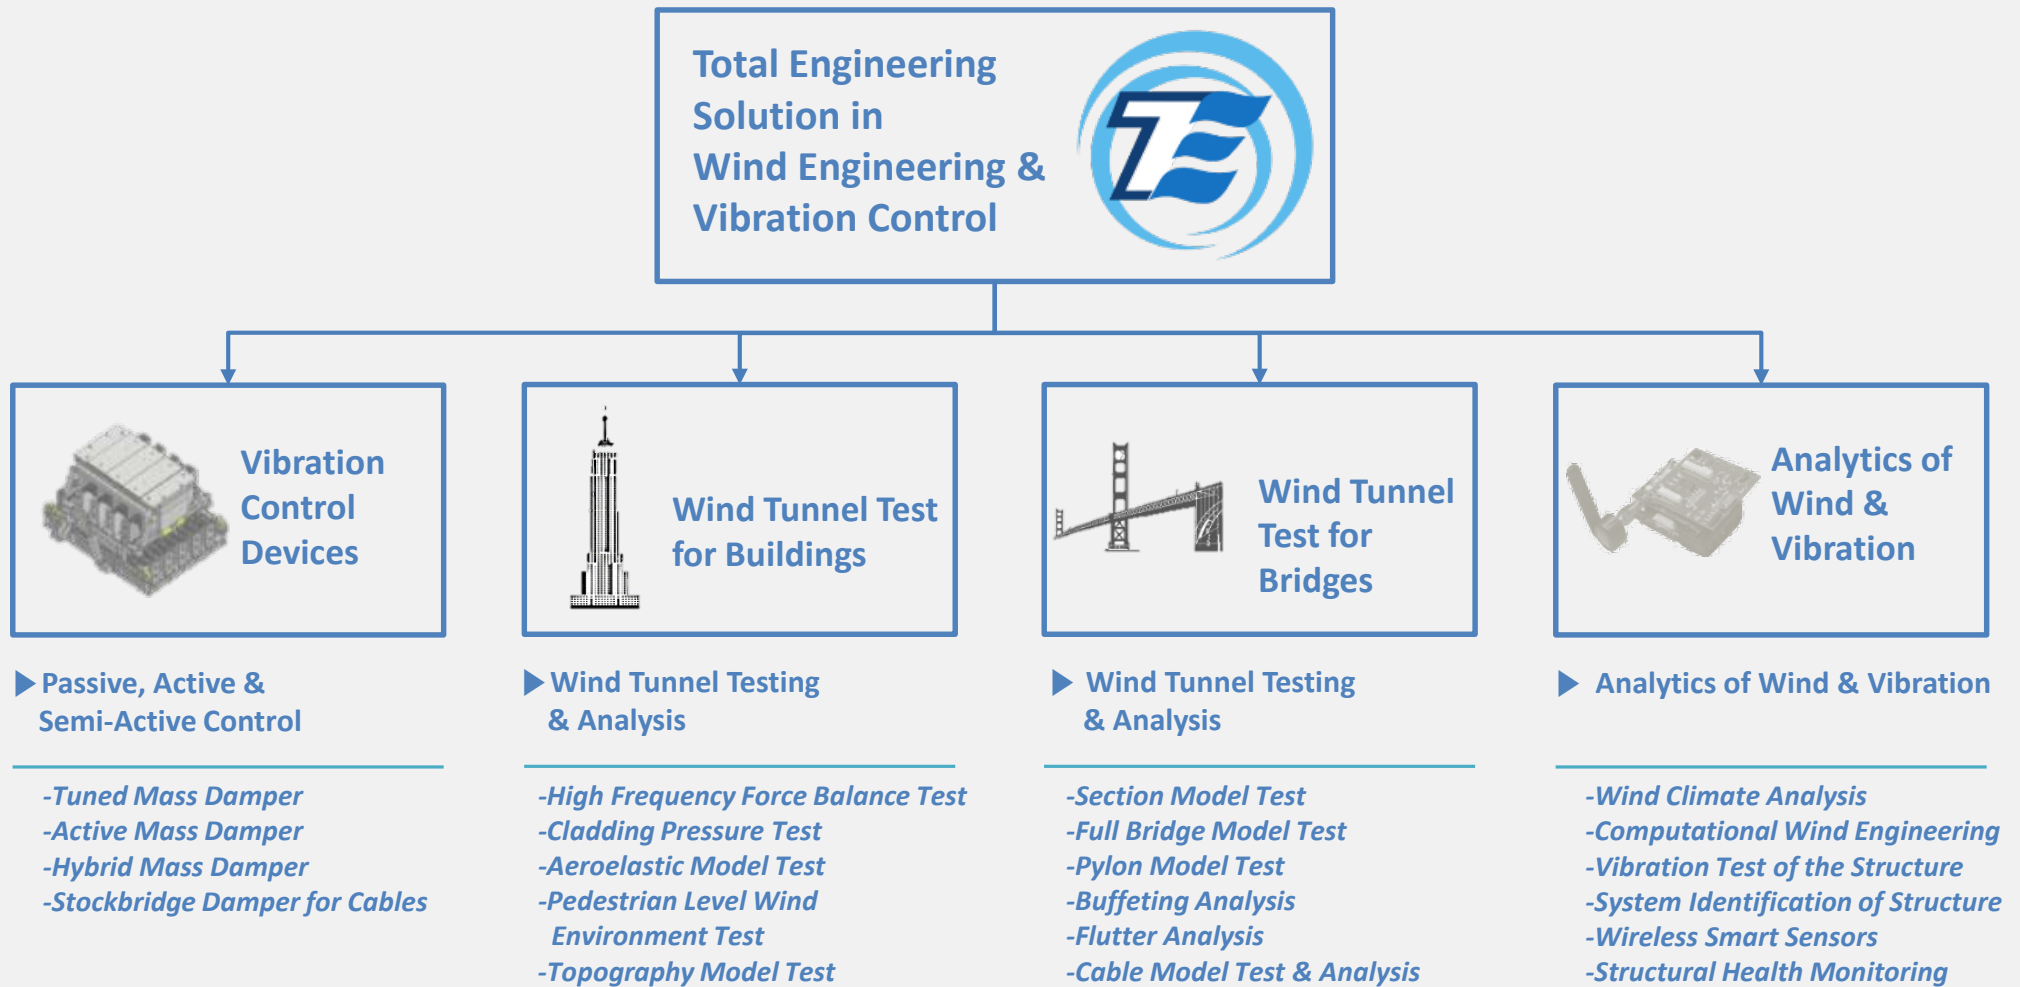 Total Engineering
Solution in
Wind Engineering &
Vibration Control
TE
Vibration
Control
Devices
Wind Tunnel Test
for Buildings
Wind Tunnel
Test for
Bridges
Analytics of
Wind &
Vibration
Passive, Active &
Semi-Active Control
-Tuned Mass Damper
-Active Mass Damper
-Hybrid Mass Damper
-Stockbridge Damper for Cables
Wind Tunnel Testing
& Analysis
-High Frequency Force Balance Test
-Cladding Pressure Test
-Aeroelastic Model Test
-Pedestrian Level Wind
Environment Test
-Topography Model Test
Wind Tunnel Testing
& Analysis
-Section Model Test
-Full Bridge Model Test
-Pylon Model Test
-Buffeting Analysis
-Flutter Analysis
-Cable Model Test & Analysis
Analytics of Wind & Vibration
-Wind Climate Analysis
-Computational Wind Engineering
-Vibration Test of the Structure
-System Identification of Structure
-Wireless Smart Sensors
-Structural Health Monitoring